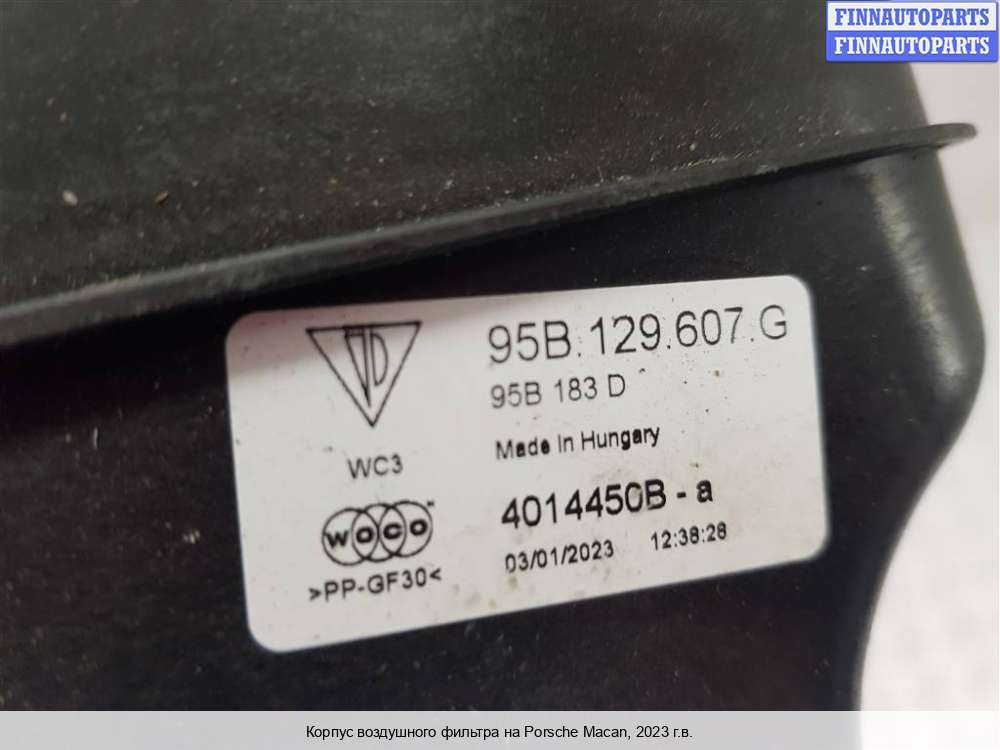 FINNAUTOPARTS
FINNAUTOPARTS
95B.129.607.G
95B 183 D
Made In Hungary
WC3
4014450B - a
WOCO
03/01/2023 12:38:28
>PP-GF30<
Корпус воздушного фильтра на Porsche Macan, 2023 г.в.